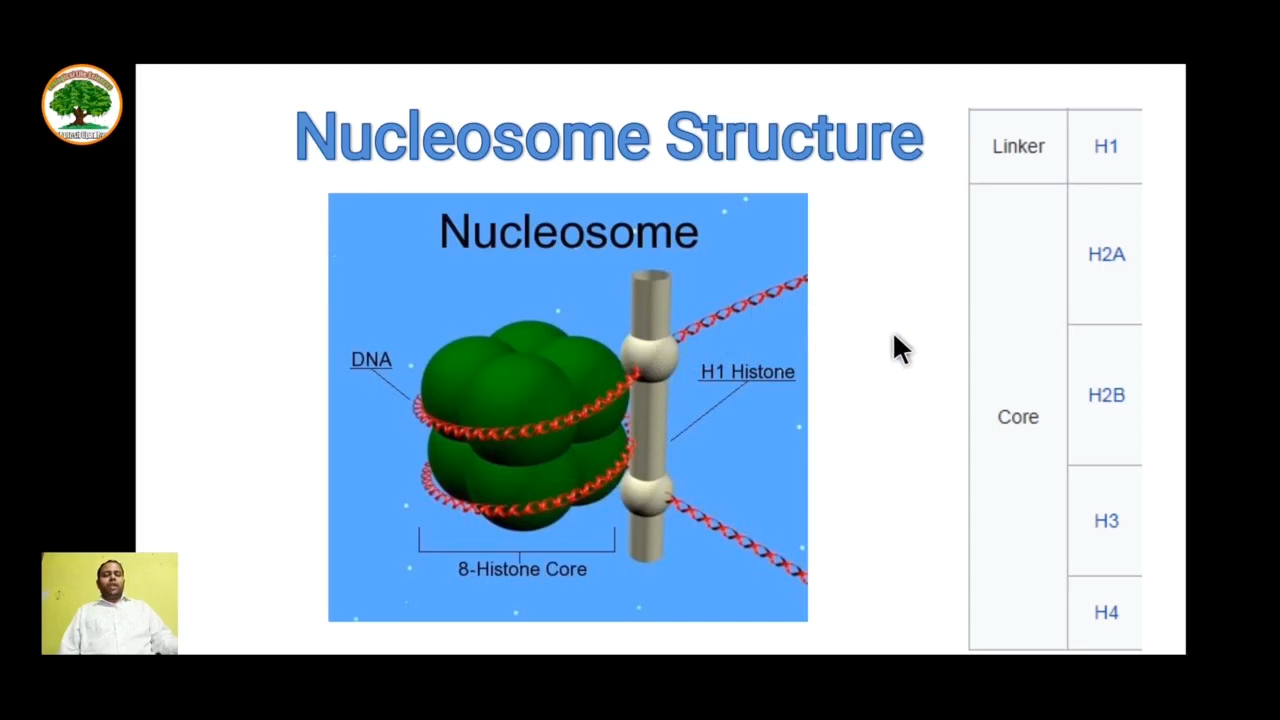 Nucleosome Structure
Nucleosome
DNA
H1 Histone
8-Histone Core
Linker
H1
Core
H2A
H2B
H3
H4